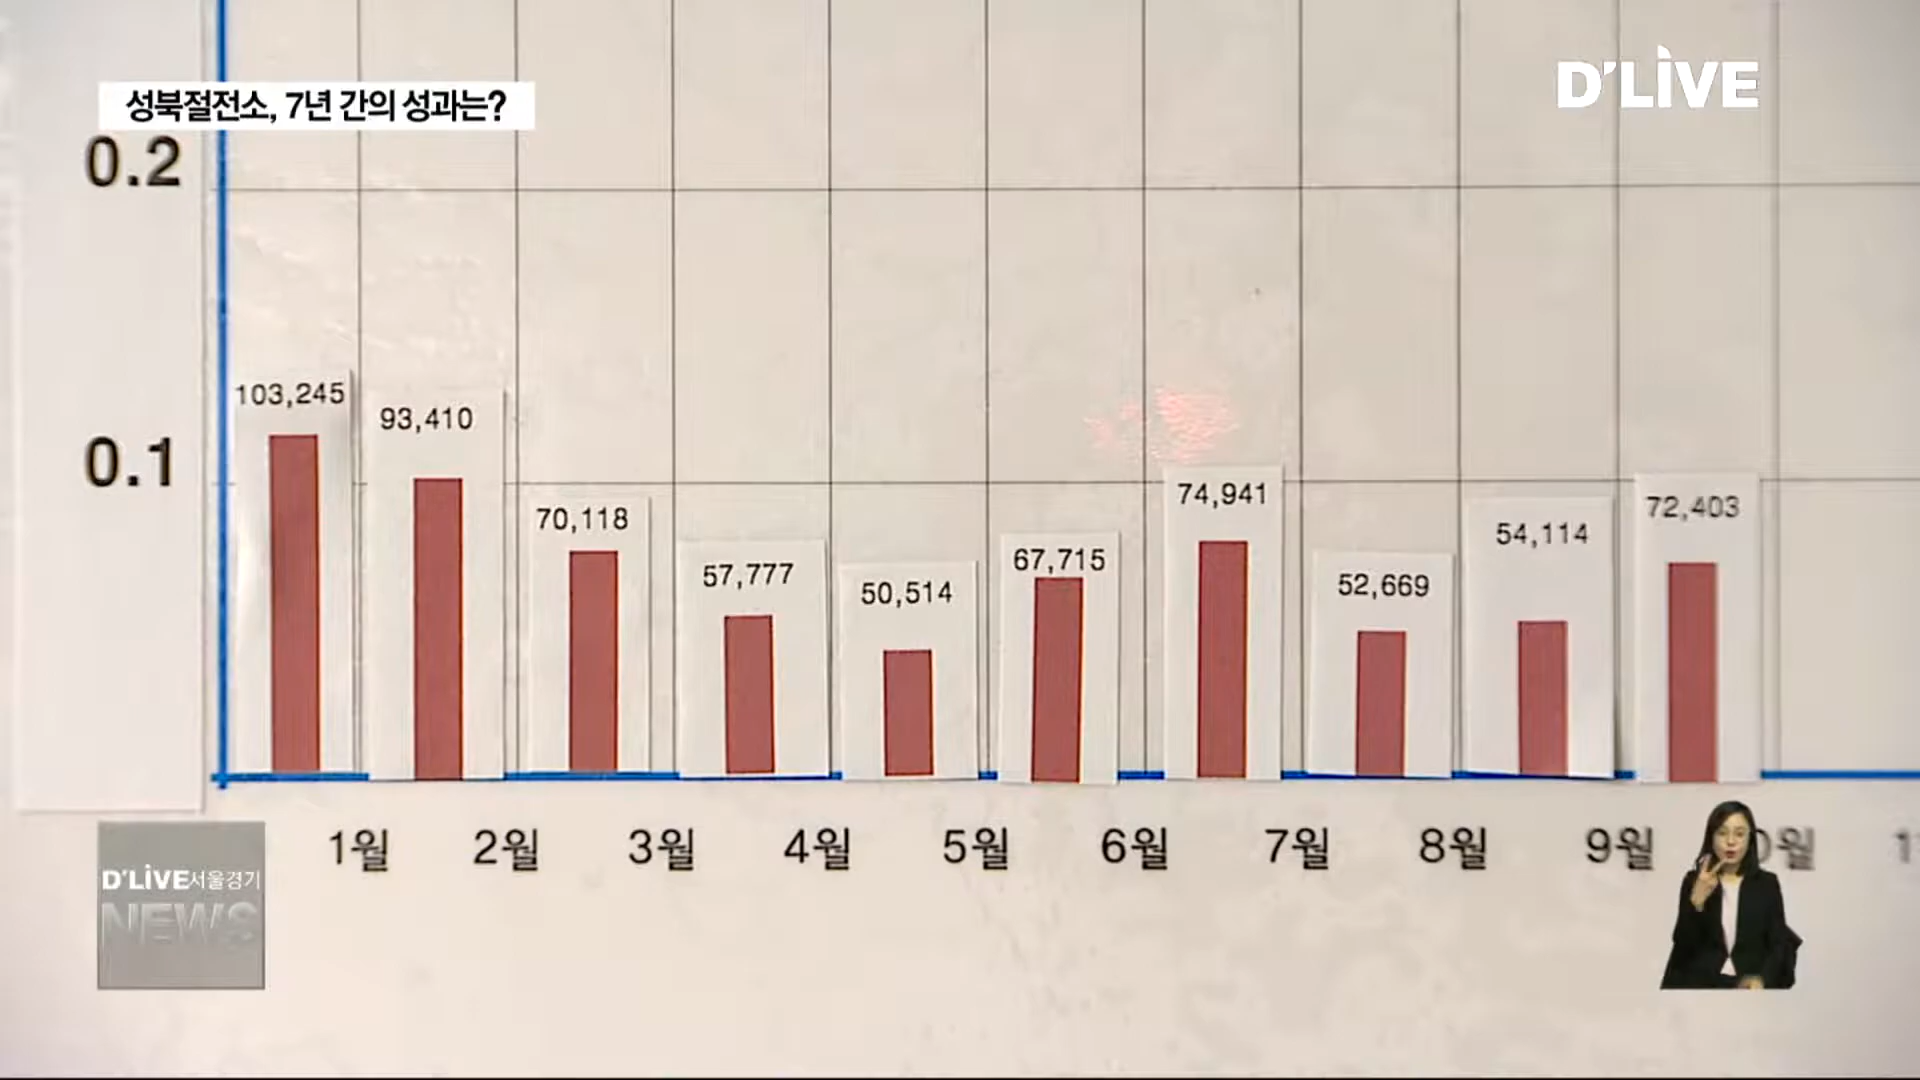 성북절전소, 7년 간의 성과는?
D'LIVE
0.2
0.1
103,245
93,410
70,118
57,777
50,514
67,715
74,941
52,669
54,114
72,403
1월 2월 3월 4월 5월 6월 7월 8월 9월 0월 1
D'LIVE서울경기
NEWS